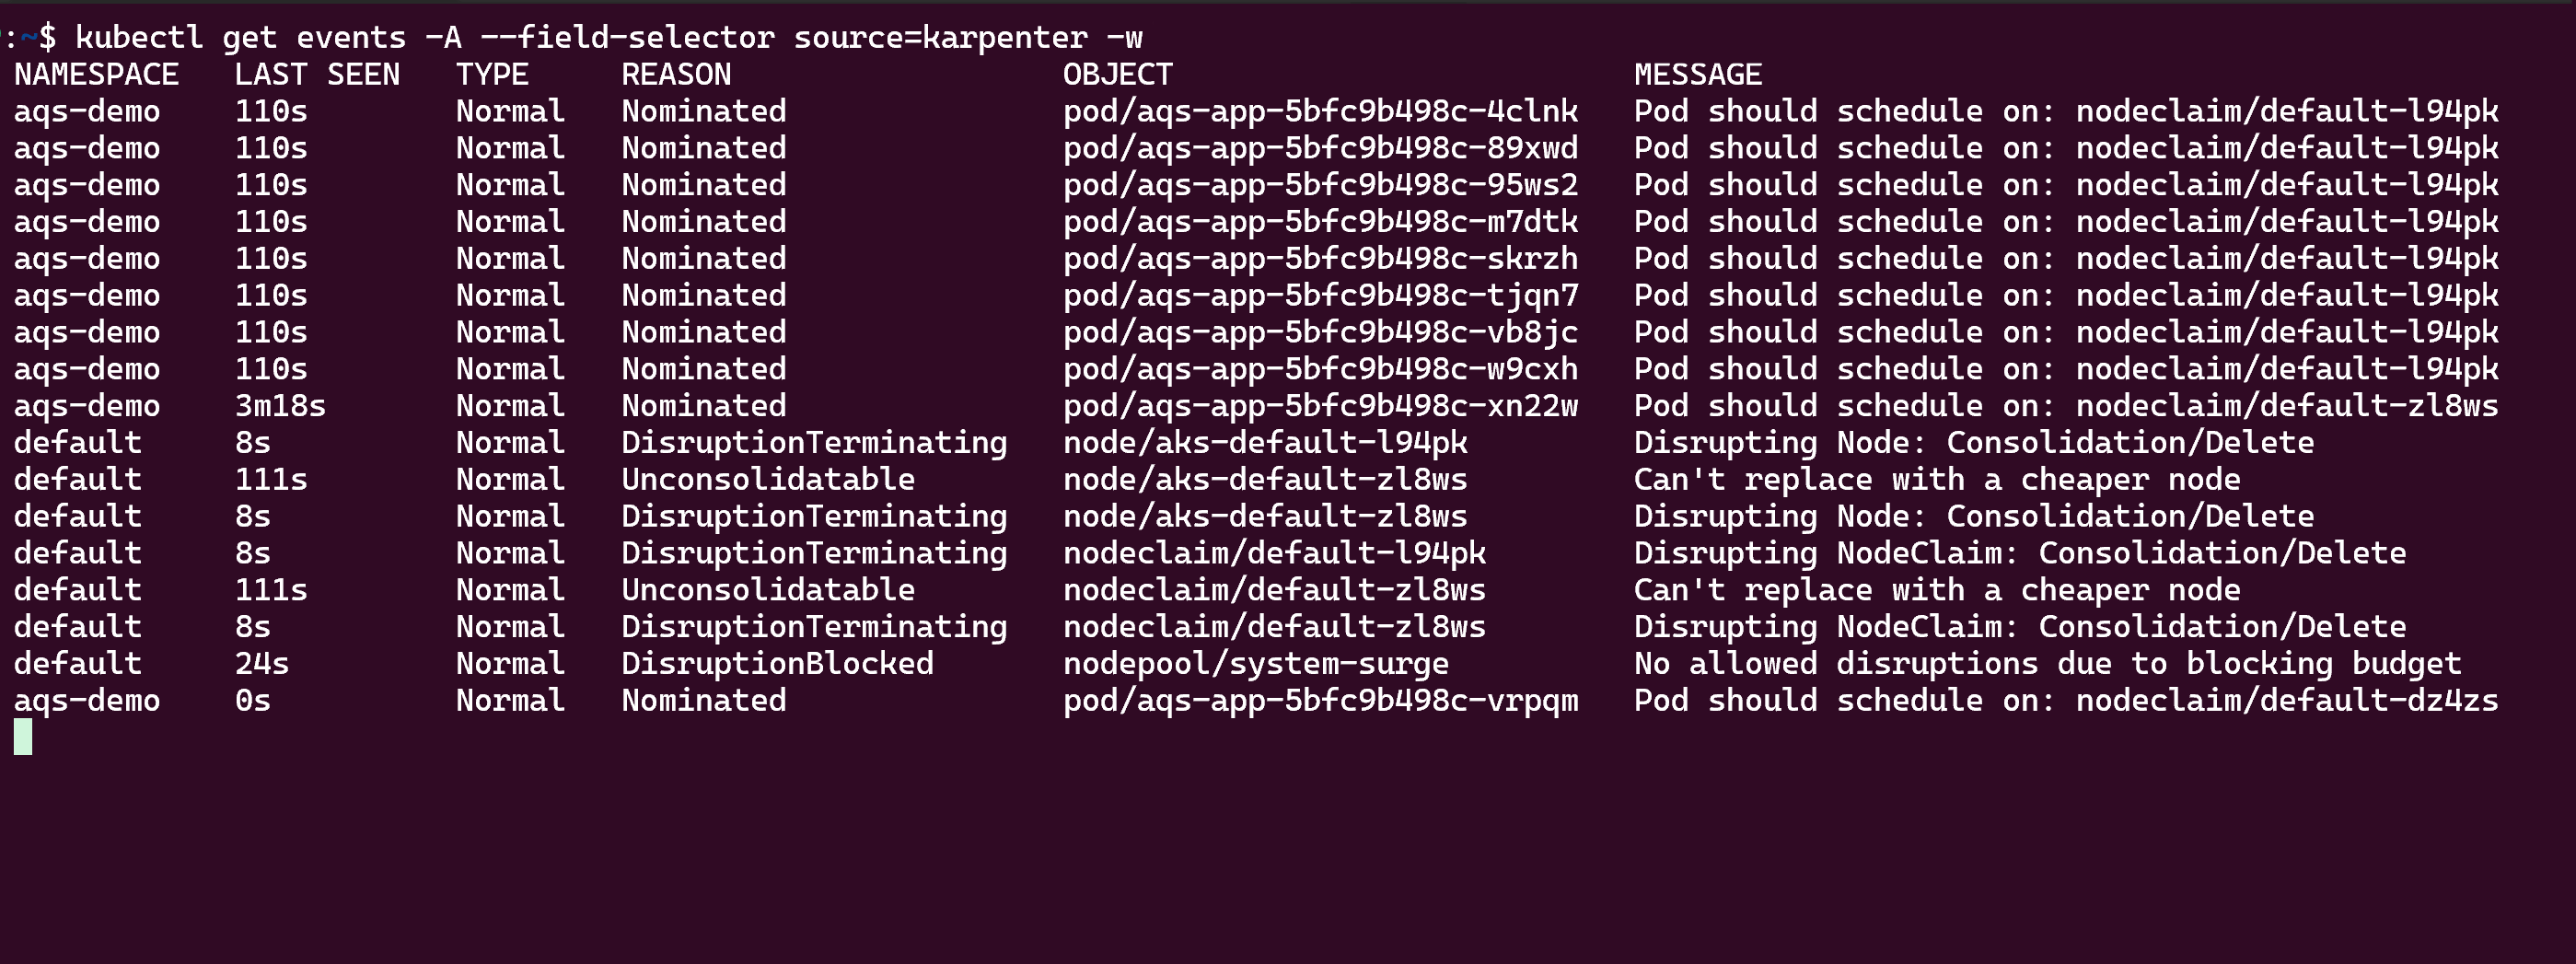 :~$ kubectl get events -A --field-selector source=karpenter -w
NAMESPACE   LAST SEEN   TYPE     REASON                  OBJECT                         MESSAGE
aqs-demo    110s        Normal   Nominated               pod/aqs-app-5bfc9b498c-4clnk   Pod should schedule on: nodeclaim/default-l94pk
aqs-demo    110s        Normal   Nominated               pod/aqs-app-5bfc9b498c-89xwd   Pod should schedule on: nodeclaim/default-l94pk
aqs-demo    110s        Normal   Nominated               pod/aqs-app-5bfc9b498c-95ws2   Pod should schedule on: nodeclaim/default-l94pk
aqs-demo    110s        Normal   Nominated               pod/aqs-app-5bfc9b498c-m7dtk   Pod should schedule on: nodeclaim/default-l94pk
aqs-demo    110s        Normal   Nominated               pod/aqs-app-5bfc9b498c-skrzh   Pod should schedule on: nodeclaim/default-l94pk
aqs-demo    110s        Normal   Nominated               pod/aqs-app-5bfc9b498c-tjqn7   Pod should schedule on: nodeclaim/default-l94pk
aqs-demo    110s        Normal   Nominated               pod/aqs-app-5bfc9b498c-vb8jc   Pod should schedule on: nodeclaim/default-l94pk
aqs-demo    110s        Normal   Nominated               pod/aqs-app-5bfc9b498c-w9cxh   Pod should schedule on: nodeclaim/default-l94pk
aqs-demo    3m18s       Normal   Nominated               pod/aqs-app-5bfc9b498c-xn22w   Pod should schedule on: nodeclaim/default-zl8ws
default     8s          Normal   DisruptionTerminating   node/aks-default-l94pk         Disrupting Node: Consolidation/Delete
default     111s        Normal   Unconsolidatable        node/aks-default-zl8ws         Can't replace with a cheaper node
default     8s          Normal   DisruptionTerminating   node/aks-default-zl8ws         Disrupting Node: Consolidation/Delete
default     8s          Normal   DisruptionTerminating   nodeclaim/default-l94pk        Disrupting NodeClaim: Consolidation/Delete
default     111s        Normal   Unconsolidatable        nodeclaim/default-zl8ws        Can't replace with a cheaper node
default     8s          Normal   DisruptionTerminating   nodeclaim/default-zl8ws        Disrupting NodeClaim: Consolidation/Delete
default     24s         Normal   DisruptionBlocked       nodepool/system-surge          No allowed disruptions due to blocking budget
aqs-demo    0s          Normal   Nominated               pod/aqs-app-5bfc9b498c-vrpqm   Pod should schedule on: nodeclaim/default-dz4zs